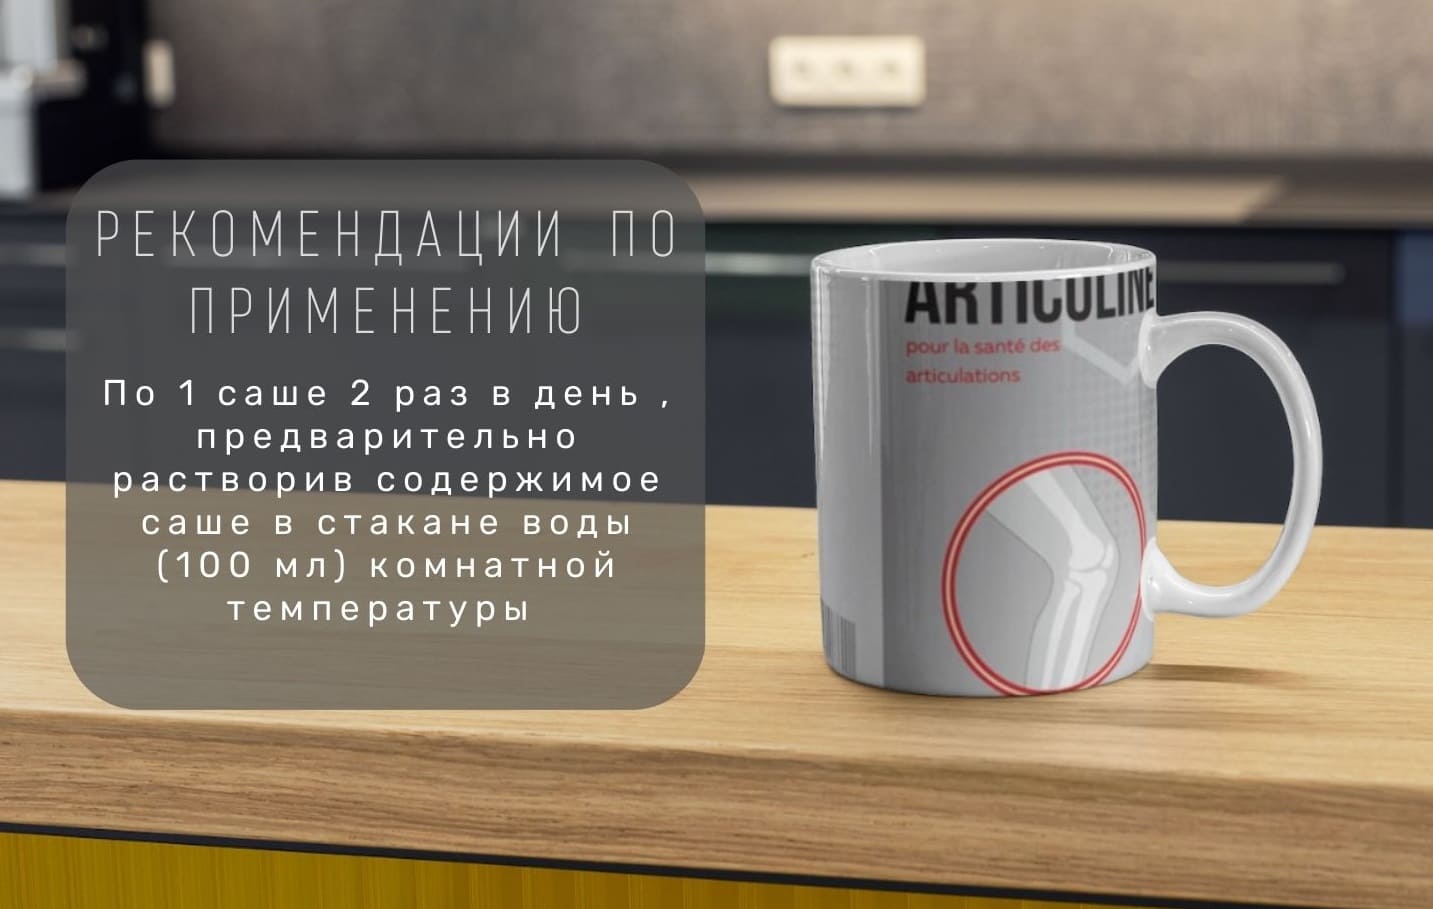 РЕКОМЕНДАЦИИ ПО
ПРИМЕНЕНИЮ
По 1 саше 2 раз в день ,
предварительно
растворив содержимое
саше в стакане воды
(100 мл) комнатной
температуры
ARTICULINE
pour la santé des
articulations